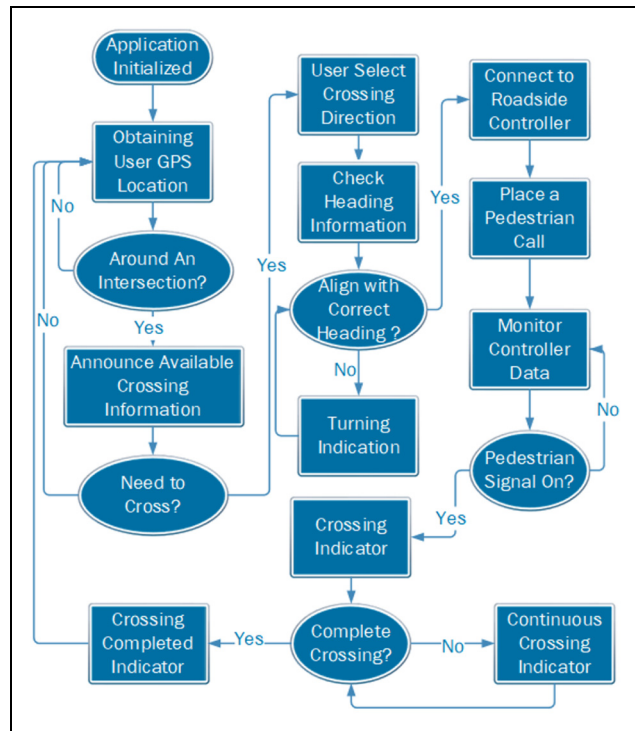 Application
Initialized
Obtaining
User GPS
Location
No
Around An
Intersection?
No
Yes
Announce Available
Crossing
Information
Need to
Cross?
Yes
User Select
Crossing
Direction
Check
Heading
Information
Align with
Correct
Heading ?
No
Turning
Indication
Yes
Connect to
Roadside
Controller
Place a
Pedestrian
Call
Monitor
Controller
Data
No
Pedestrian
Signal On?
Yes
Crossing
Indicator
Complete
Crossing?
Yes
Crossing
Completed
Indicator
No
Continuous
Crossing
Indicator